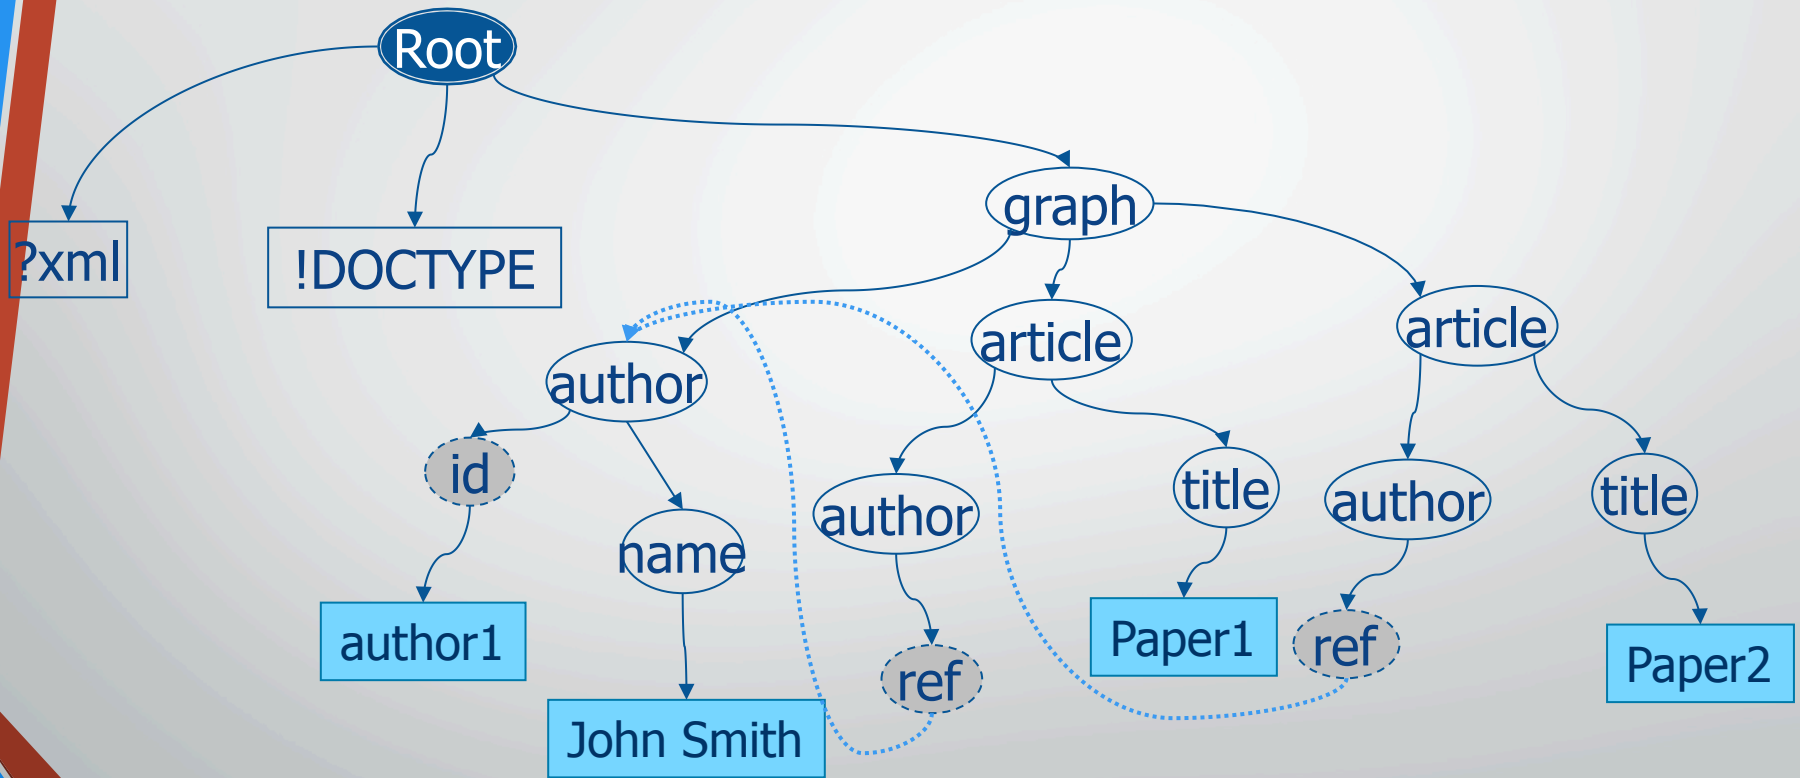 Root
?xml
!DOCTYPE
graph
author
article
article
id
name
author
title
author
title
author1
John Smith
ref
Paper1
ref
Paper2